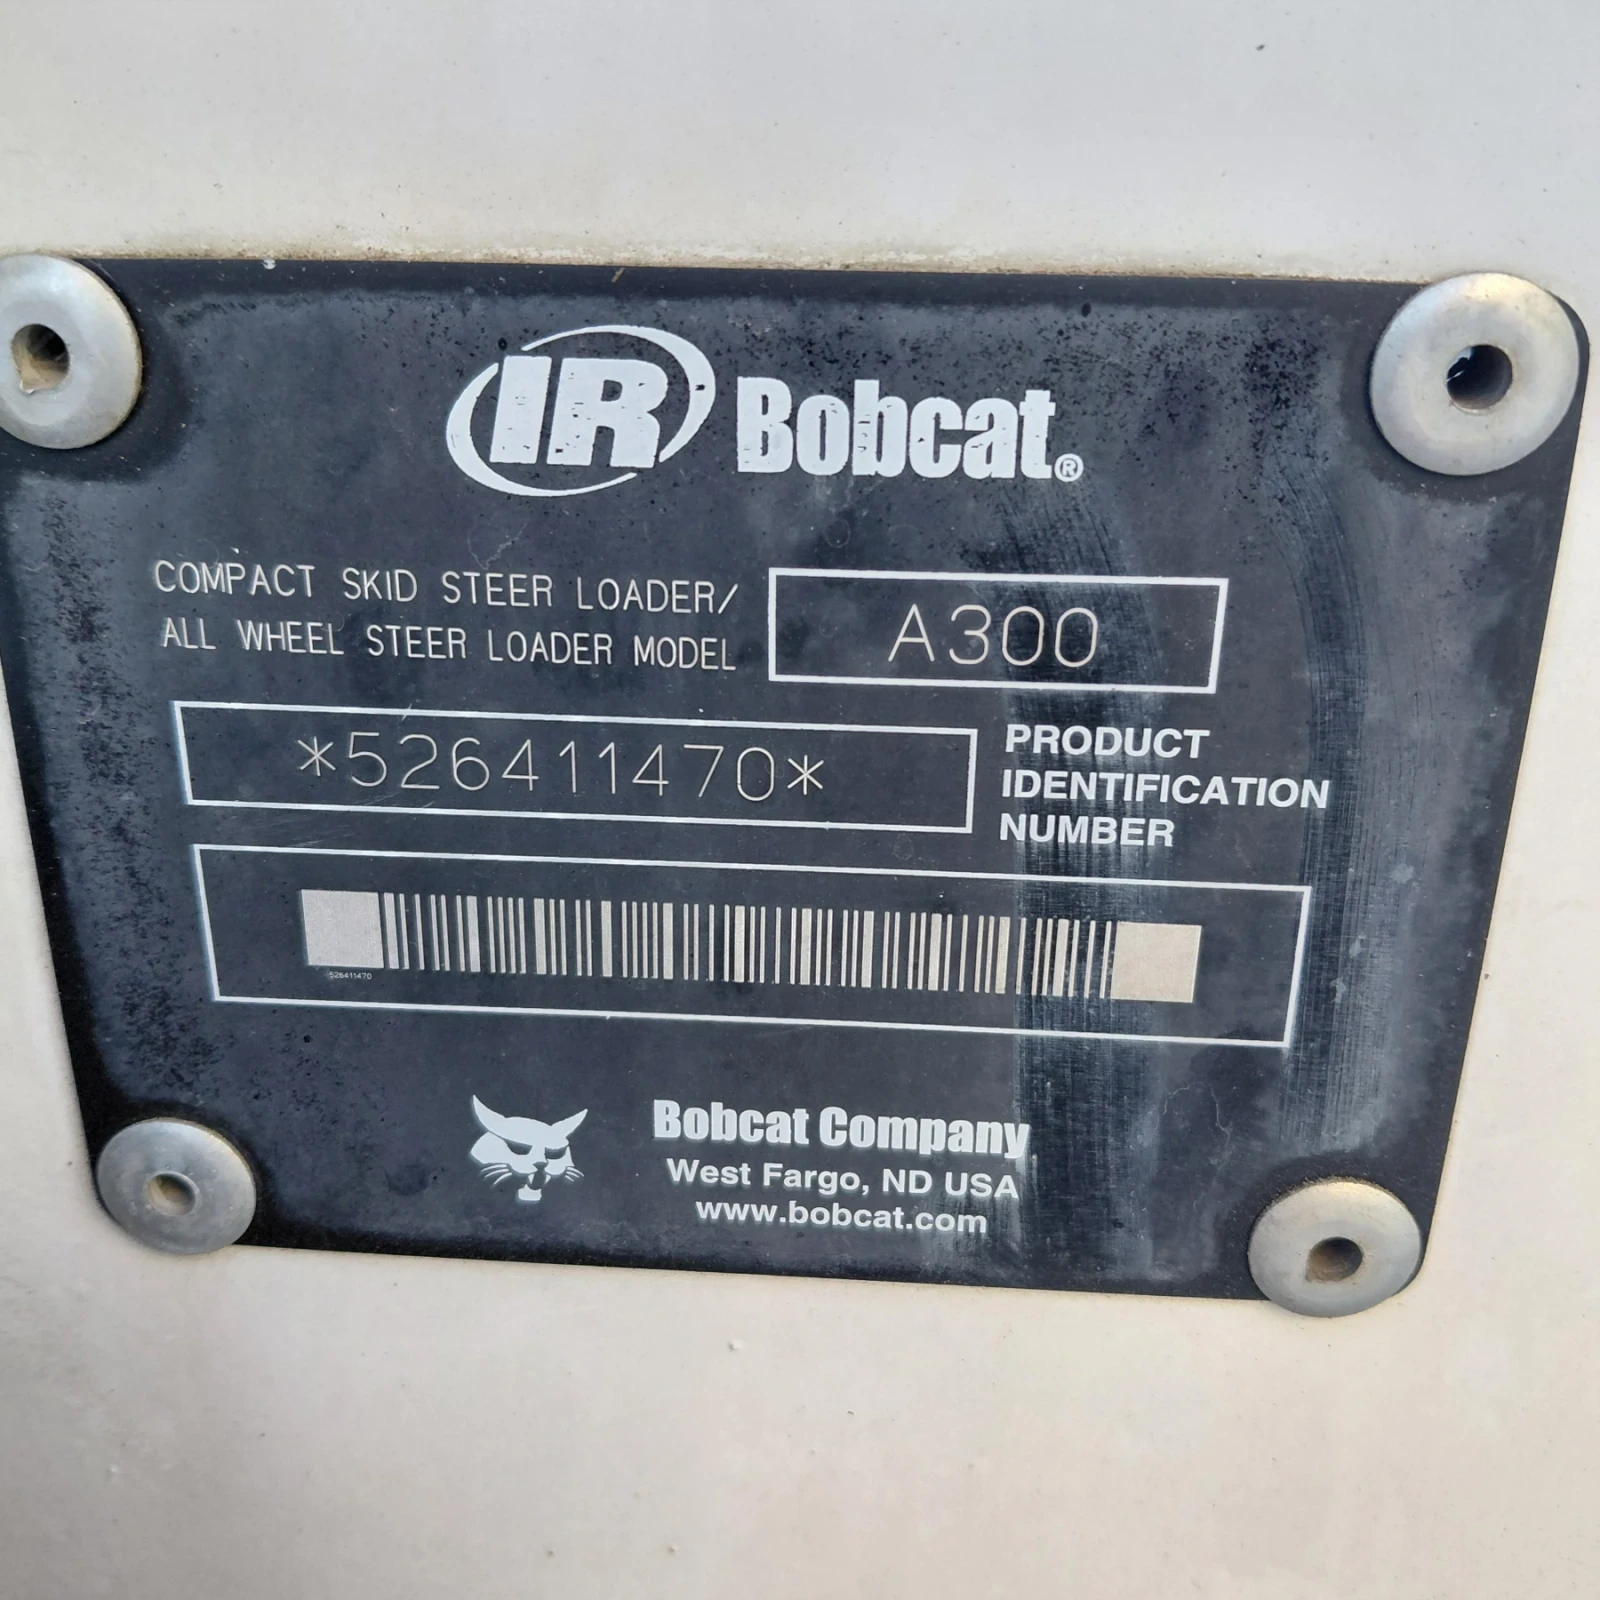 IR Bobcat®
COMPACT SKID STEER LOADER/
ALL WHEEL STEER LOADER MODEL
A300
*526411470*
PRODUCT
IDENTIFICATION
NUMBER
526411470
Bobcat Company
West Fargo, ND USA
www.bobcat.com